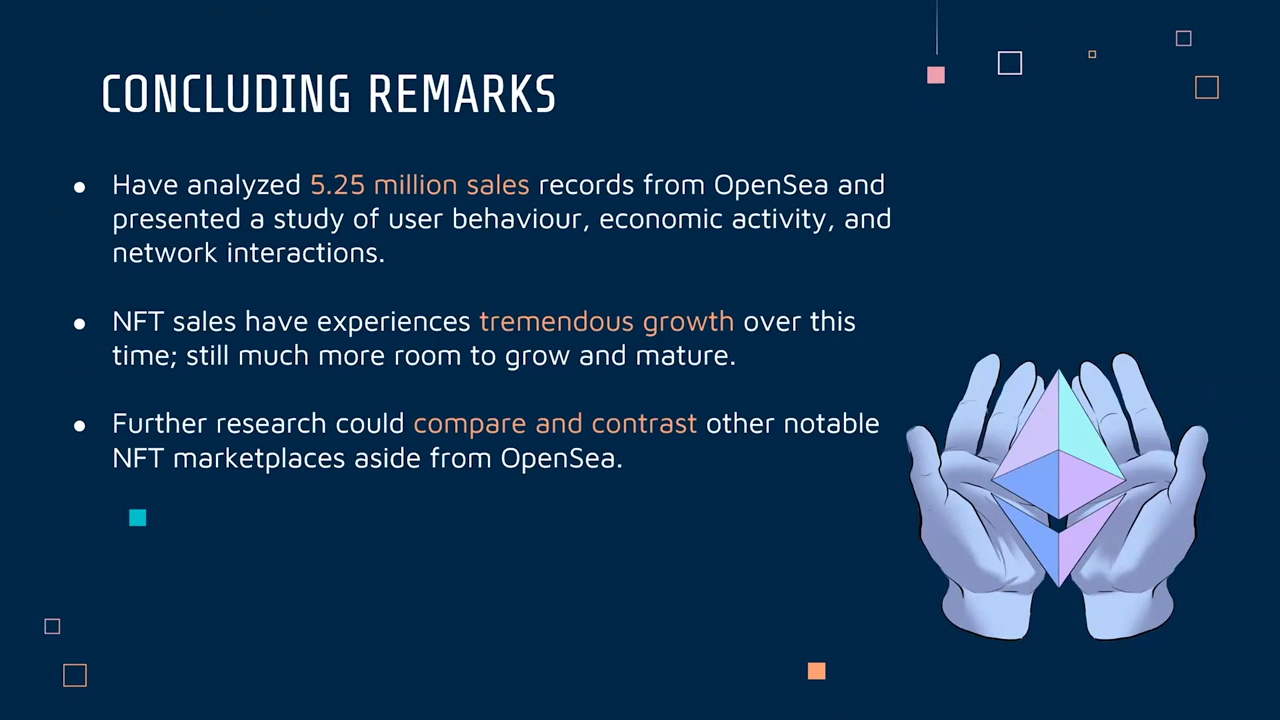 CONCLUDING REMARKS
● Have analyzed 5.25 million sales records from OpenSea and
presented a study of user behaviour, economic activity, and
network interactions.
● NFT sales have experiences tremendous growth over this
time; still much more room to grow and mature.
● Further research could compare and contrast other notable
NFT marketplaces aside from OpenSea.